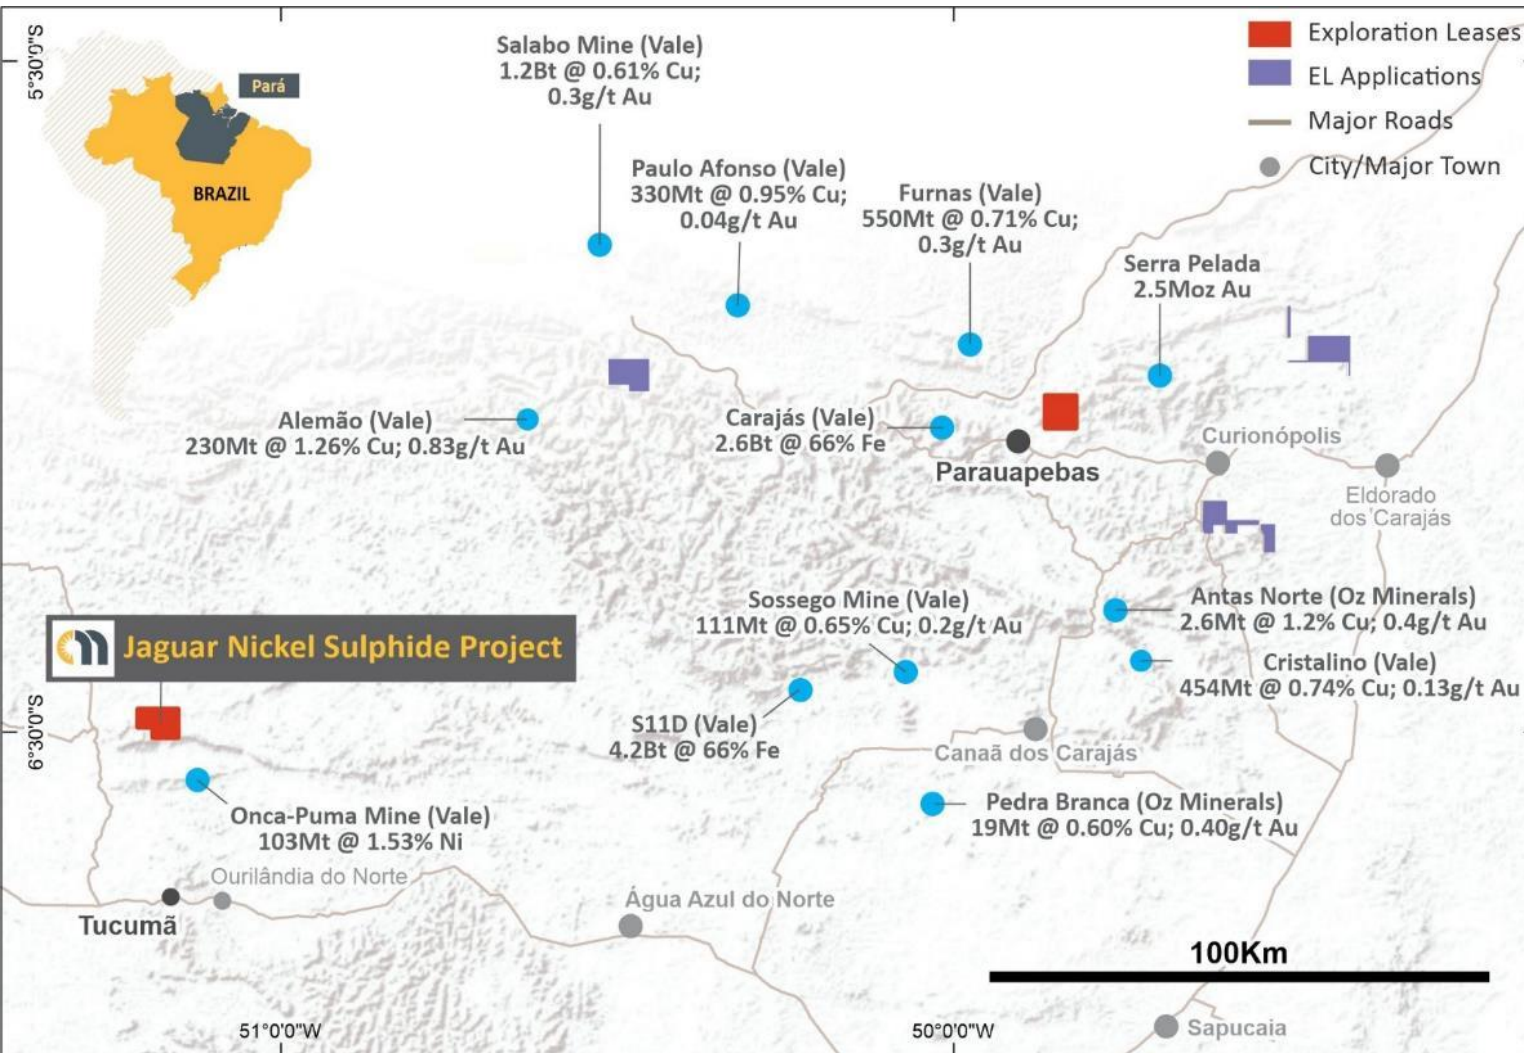 5°30'0"S
Pará
BRAZIL
Salabo Mine (Vale)
1.2Bt @ 0.61% Cu;
0.3g/t Au
Paulo Afonso (Vale)
330Mt @ 0.95% Cu;
0.04g/t Au
Furnas (Vale)
550Mt @ 0.71% Cu;
0.3g/t Au
Serra Pelada
2.5Moz Au
Exploration Leases
EL Applications
Major Roads
City/Major Town
Alemão (Vale)
230Mt @ 1.26% Cu; 0.83g/t Au
Carajás (Vale)
2.6Bt @ 66% Fe
Parauapebas
Curionópolis
Eldorado
dos Carajás
Jaguar Nickel Sulphide Project
Sossego Mine (Vale)
111Mt @ 0.65% Cu; 0.2g/t Au
Antas Norte (Oz Minerals)
2.6Mt @ 1.2% Cu; 0.4g/t Au
Cristalino (Vale)
454Mt @ 0.74% Cu; 0.13g/t Au
S11D (Vale)
4.2Bt @ 66% Fe
Canaã dos Carajás
6°30'0"S
Onca-Puma Mine (Vale)
103Mt @ 1.53% Ni
Pedra Branca (Oz Minerals)
19Mt @ 0.60% Cu; 0.40g/t Au
Ourilândia do Norte
Tucumã
Água Azul do Norte
100Km
51°0'0"W
50°0'0"W
Sapucaia